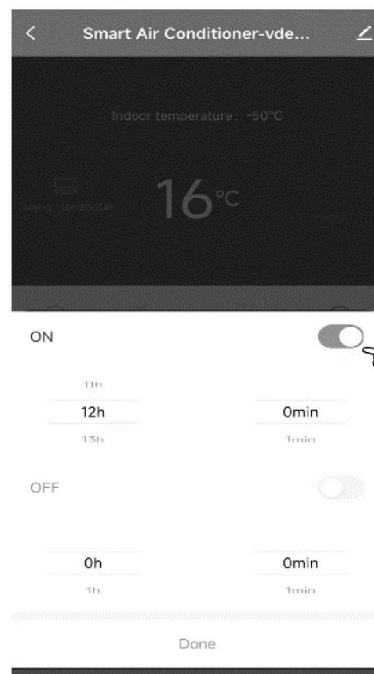 Smart Air Conditioner-vde...
Indoor temperature: -50°C
Swing Horizontal
16°C
ON
11h
12h 0min
13h 1min
OFF
0h 0min
1h 1min
Done